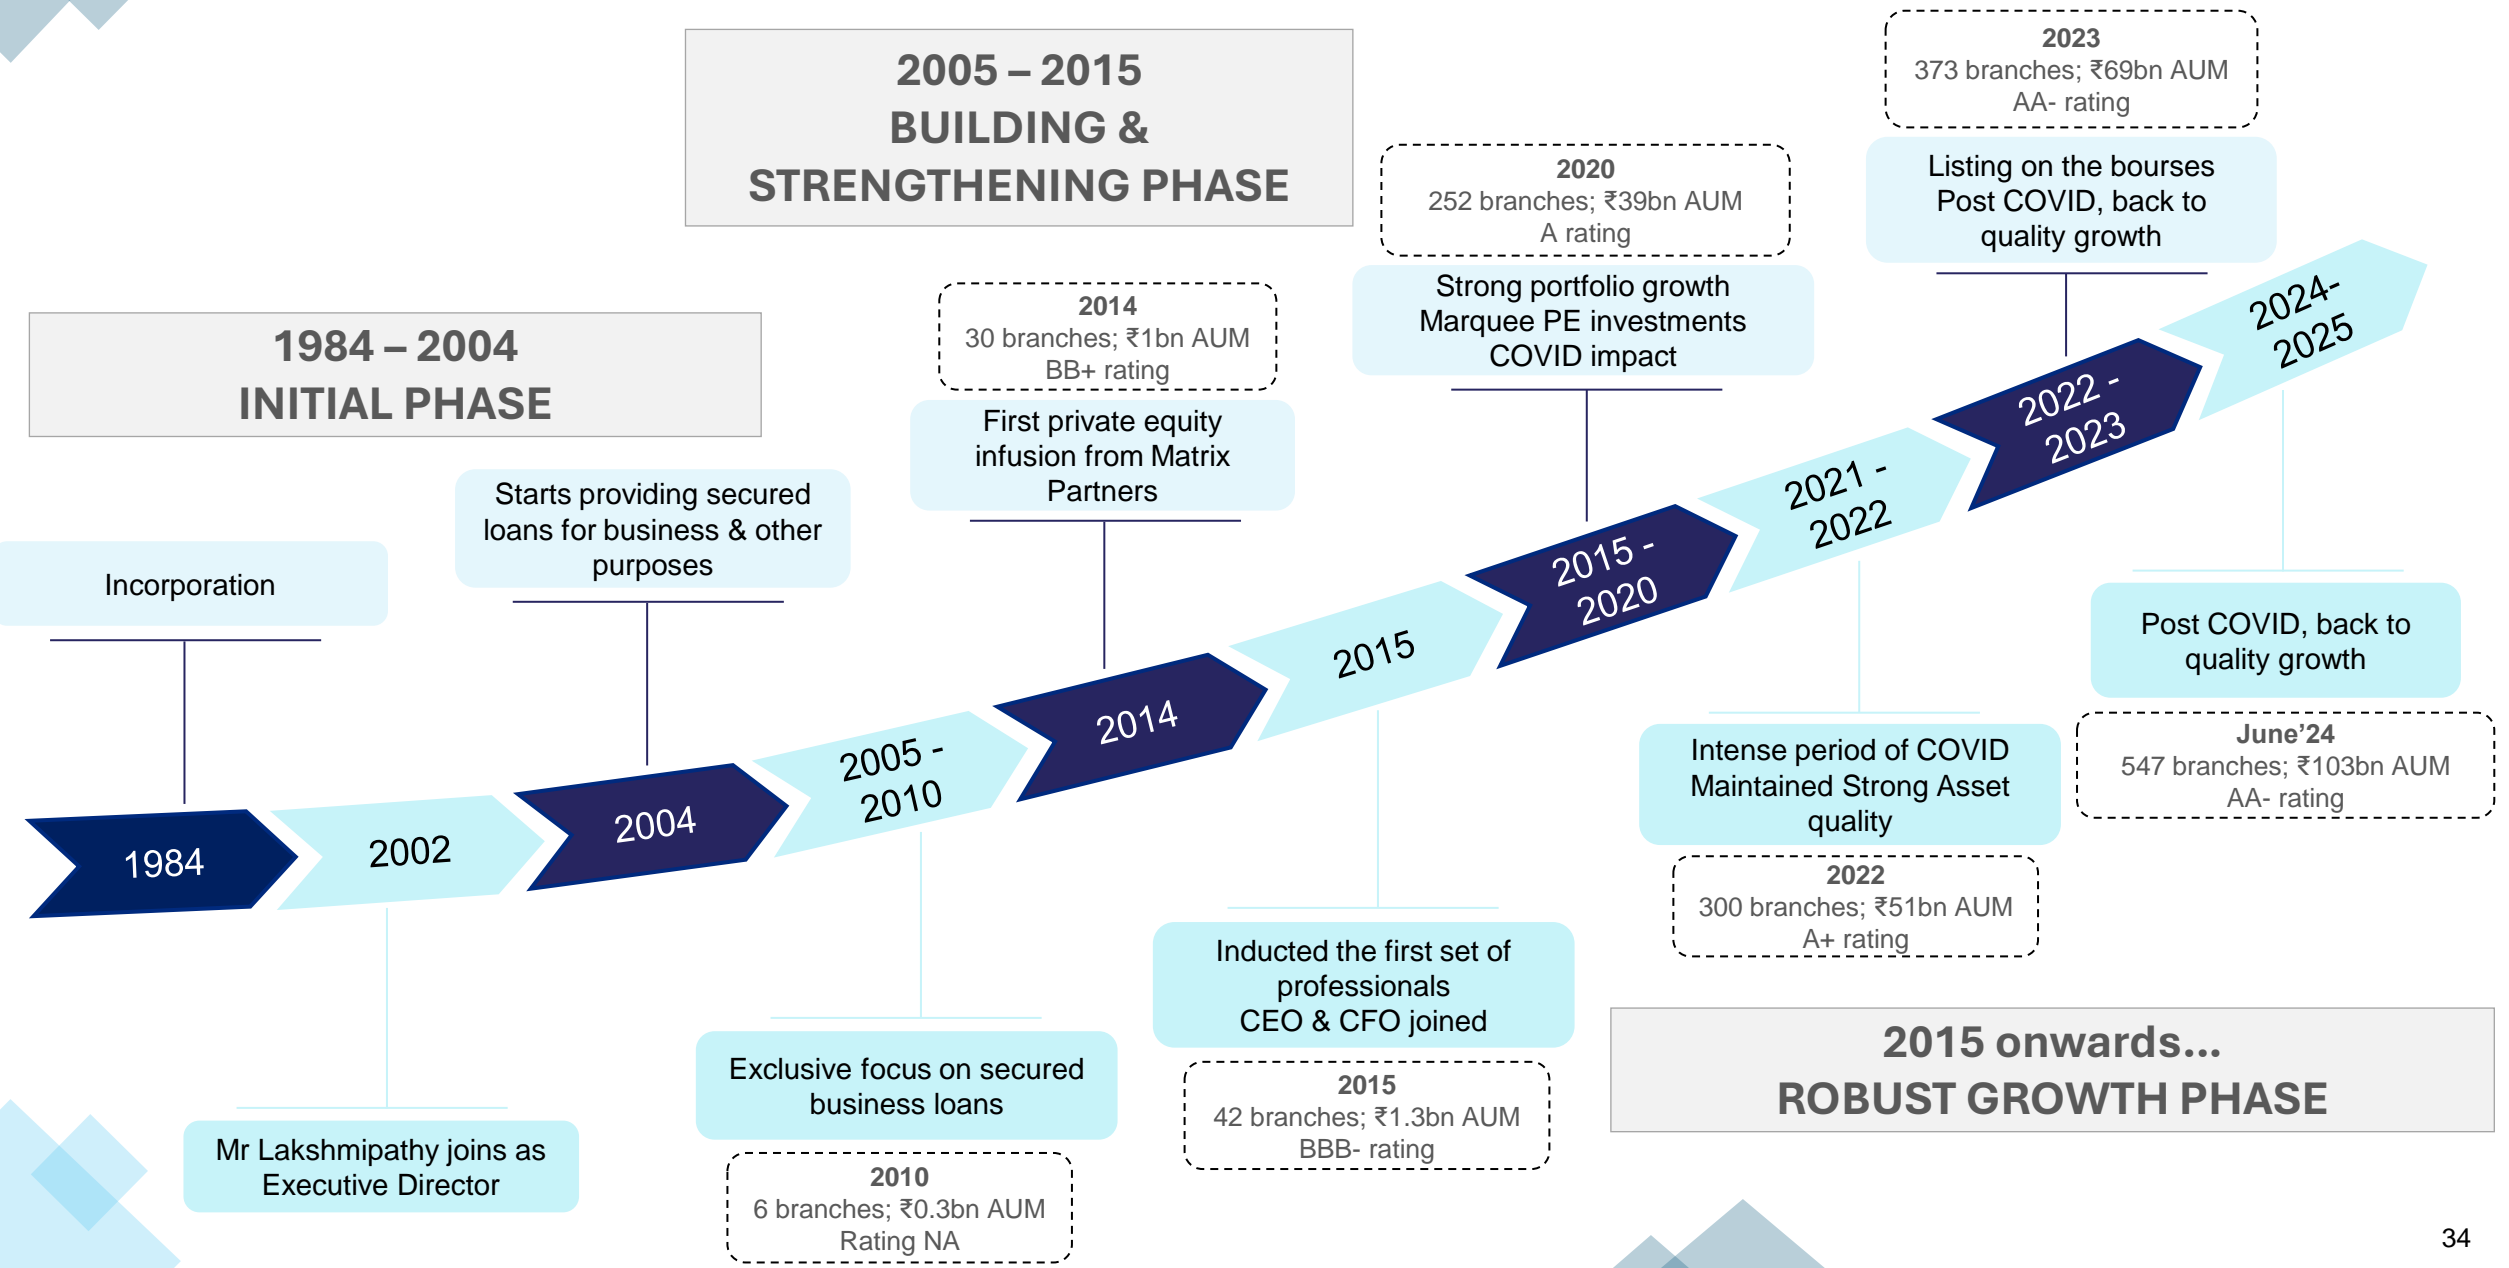 1984 – 2004
INITIAL PHASE
2005 – 2015
BUILDING &
STRENGTHENING PHASE
2015 onwards...
ROBUST GROWTH PHASE
Incorporation
1984
2002
Mr Lakshmipathy joins as
Executive Director
Starts providing secured
loans for business & other
purposes
2004
2005 -
2010
Exclusive focus on secured
business loans
2010
6 branches; ₹0.3bn AUM
Rating NA
2014
30 branches; ₹1bn AUM
BB+ rating
First private equity
infusion from Matrix
Partners
2014
2015
Inducted the first set of
professionals
CEO & CFO joined
2015
42 branches; ₹1.3bn AUM
BBB- rating
2020
252 branches; ₹39bn AUM
A rating
Strong portfolio growth
Marquee PE investments
COVID impact
2015 -
2020
2021 -
2022
Intense period of COVID
Maintained Strong Asset
quality
2022
300 branches; ₹51bn AUM
A+ rating
2023
373 branches; ₹69bn AUM
AA- rating
Listing on the bourses
Post COVID, back to
quality growth
2022 -
2023
2024-
2025
Post COVID, back to
quality growth
June’24
547 branches; ₹103bn AUM
AA- rating
34